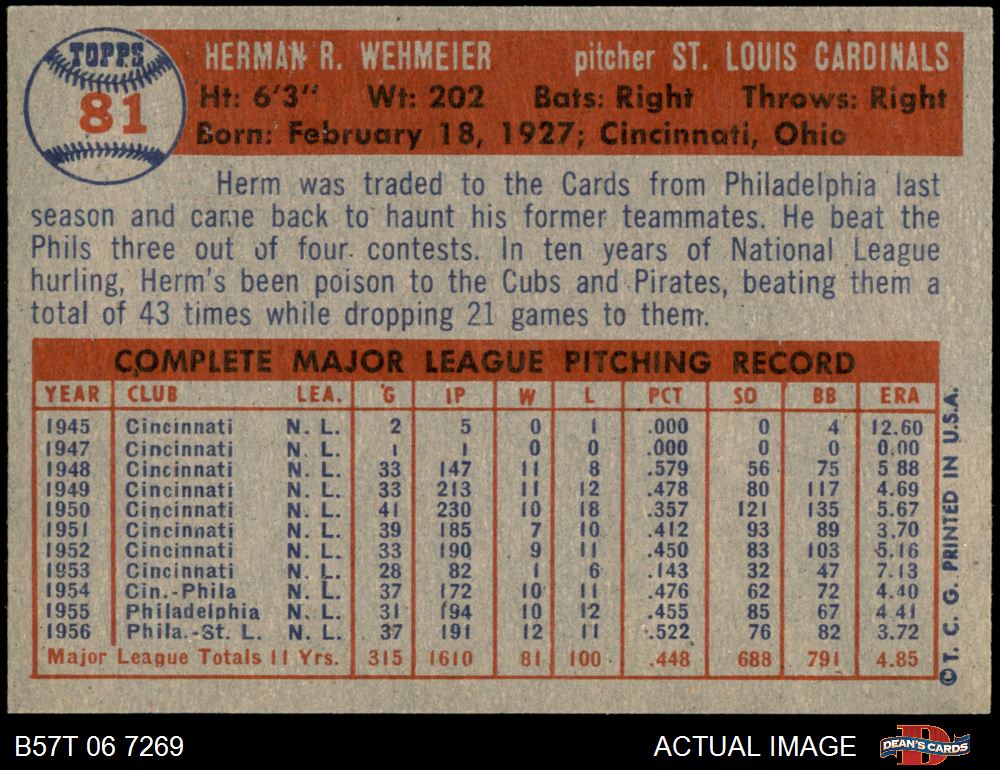 TOPPS
81
HERMAN R. WEHMEIER pitcher ST. LOUIS CARDINALS
Ht: 6'3" Wt: 202 Bats: Right Throws: Right
Born: February 18, 1927; Cincinnati, Ohio
Herm was traded to the Cards from Philadelphia last
season and came back to haunt his former teammates. He beat the
Phils three out of four contests. In ten years of National League
hurling, Herm's been poison to the Cubs and Pirates, beating them a
total of 43 times while dropping 21 games to them.
COMPLETE MAJOR LEAGUE PITCHING RECORD
YEAR CLUB LEA. G IP W L PCT SO BB ERA
1945 Cincinnati N. L. 2 5 0 1 .000 0 4 12.60
1947 Cincinnati N. L. 1 1 0 0 .000 0 0 0.00
1948 Cincinnati N. L. 33 147 11 8 .579 56 75 5 88
1949 Cincinnati N. L. 33 213 11 12 .478 80 117 4.69
1950 Cincinnati N. L. 41 230 10 18 .357 121 135 5.67
1951 Cincinnati N. L. 39 185 7 10 .412 93 89 3.70
1952 Cincinnati N. L. 33 190 9 11 .450 83 103 5.16
1953 Cincinnati N. L. 28 82 1 6 .143 32 47 7.13
1954 Cin.-Phila N. L. 37 172 10 11 .476 62 72 4.40
1955 Philadelphia N. L. 31 194 10 12 .455 85 67 4.41
1956 Phila.-St. L. N. L. 37 191 12 11 .522 76 82 3.72
Major League Totals 11 Yrs. 315 1610 81 100 .448 688 791 4.85
©T. C. G. PRINTED IN U.S.A.
B57T 06 7269 ACTUAL IMAGE D DEAN'S CARDS